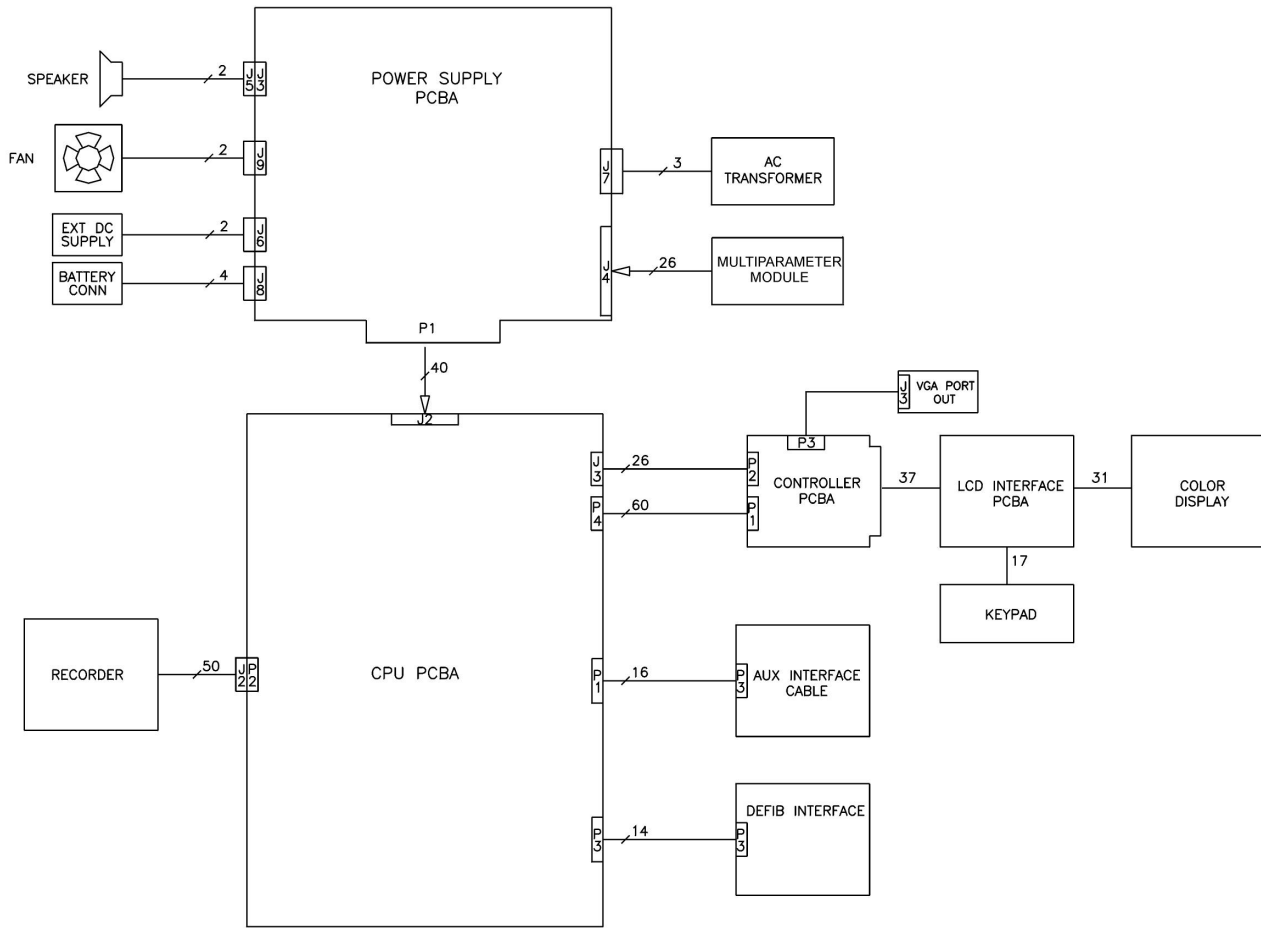 POWER SUPPLY
PCBA
SPEAKER
2
J5
J3
FAN
2
J9
EXT DC
SUPPLY
2
J6
BATTERY
CONN
4
J8
J7
3
AC
TRANSFORMER
J4
26
MULTIPARAMETER
MODULE
P1
40
J2
CPU PCBA
J3
26
P2
P4
60
P1
CONTROLLER
PCBA
P3
J3
VGA PORT
OUT
37
LCD INTERFACE
PCBA
31
COLOR
DISPLAY
17
KEYPAD
RECORDER
50
J2
P2
P1
16
P3
AUX INTERFACE
CABLE
P3
14
P3
DEFIB INTERFACE